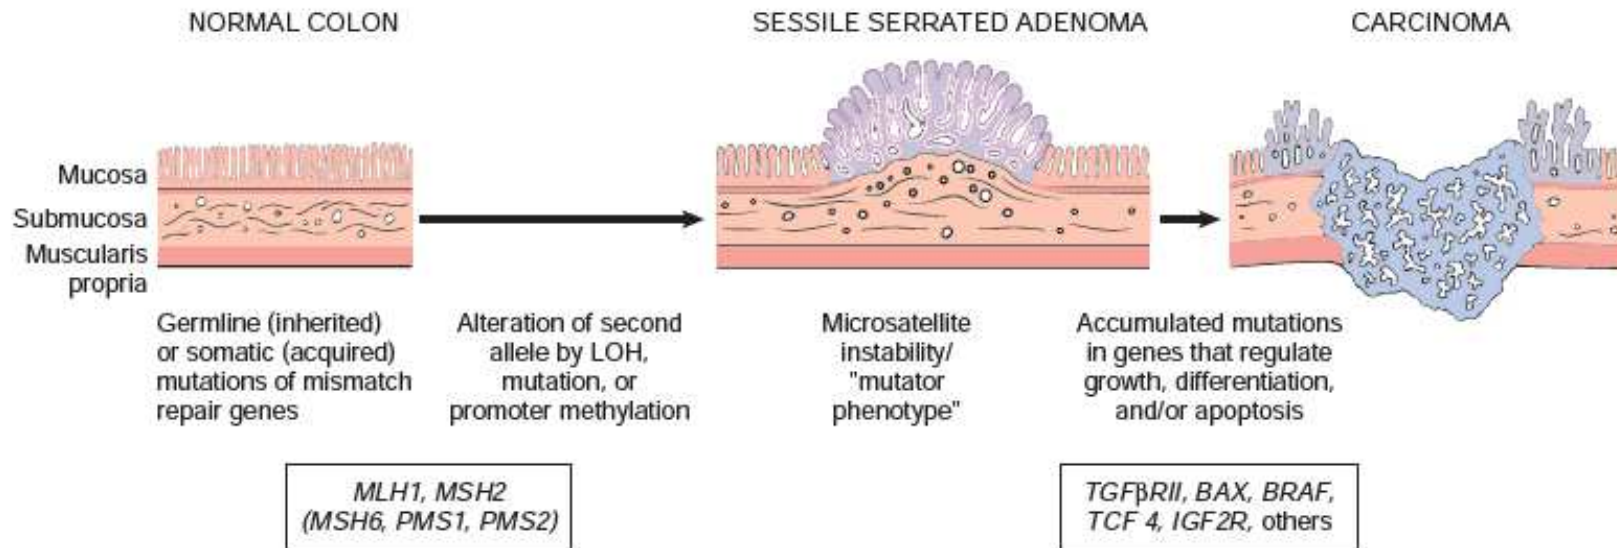 NORMAL COLON
SESSILE SERRATED ADENOMA
CARCINOMA
Mucosa
Submucosa
Muscularis
propria
Germline (inherited)
or somatic (acquired)
mutations of mismatch
repair genes
Alteration of second
allele by LOH,
mutation, or
promoter methylation
Microsatellite
instability/
"mutator
phenotype"
Accumulated mutations
in genes that regulate
growth, differentiation,
and/or apoptosis
MLH1, MSH2
(MSH6, PMS1, PMS2)
TGFβRII, BAX, BRAF,
TCF 4, IGF2R, others